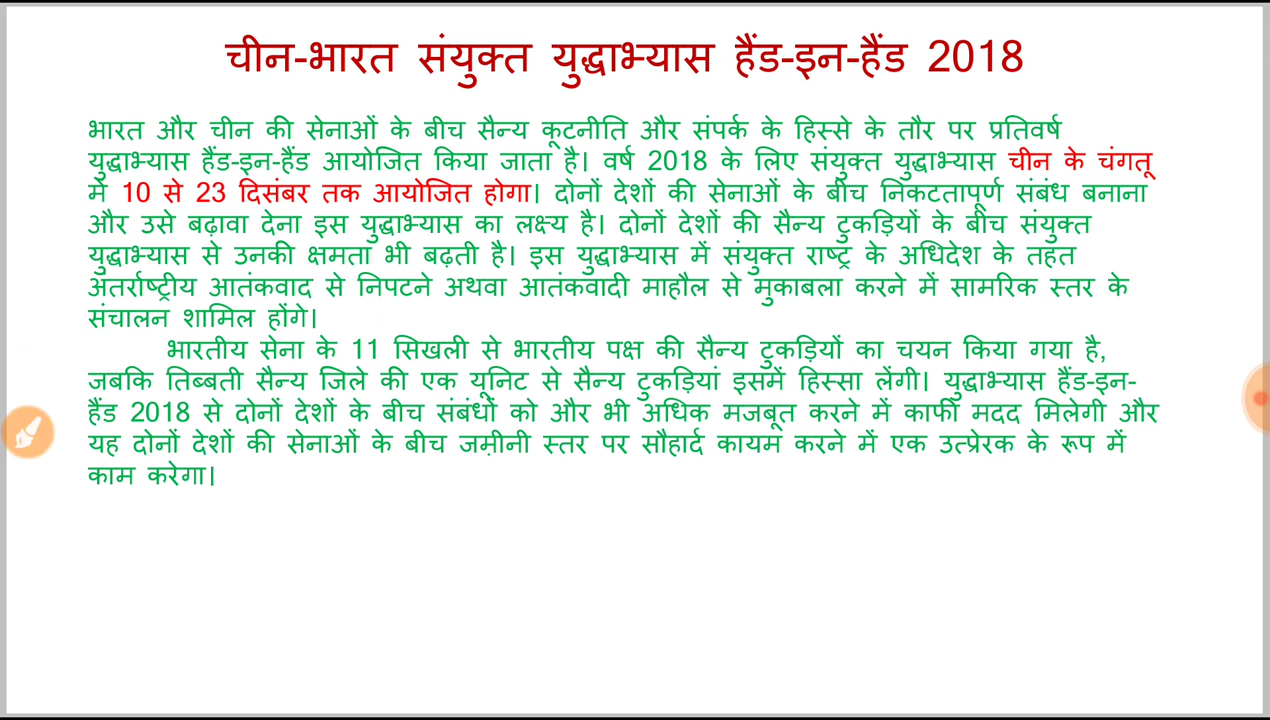 चीन-भारत संयुक्त युद्धाभ्यास हैंड-इन-हैंड 2018
भारत और चीन की सेनाओं के बीच सैन्य कूटनीति और संपर्क के हिस्से के तौर पर प्रतिवर्ष
युद्धाभ्यास हैंड-इन-हैंड आयोजित किया जाता है। वर्ष 2018 के लिए संयुक्त युद्धाभ्यास चीन के चंगतू
में 10 से 23 दिसंबर तक आयोजित होगा। दोनों देशों की सेनाओं के बीच निकटतापूर्ण संबंध बनाना
और उसे बढ़ावा देना इस युद्धाभ्यास का लक्ष्य है। दोनों देशों की सैन्य टुकड़ियों के बीच संयुक्त
युद्धाभ्यास से उनकी क्षमता भी बढ़ती है। इस युद्धाभ्यास में संयुक्त राष्ट्र के अधिदेश के तहत
अंतर्राष्ट्रीय आतंकवाद से निपटने अथवा आतंकवादी माहौल से मुकाबला करने में सामरिक स्तर के
संचालन शामिल होंगे।
भारतीय सेना के 11 सिखली से भारतीय पक्ष की सैन्य टुकड़ियों का चयन किया गया है,
जबकि तिब्बती सैन्य जिले की एक यूनिट से सैन्य टुकड़ियां इसमें हिस्सा लेंगी। युद्धाभ्यास हैंड-इन-
हैंड 2018 से दोनों देशों के बीच संबंधों को और भी अधिक मजबूत करने में काफी मदद मिलेगी और
यह दोनों देशों की सेनाओं के बीच जम़ीनी स्तर पर सौहार्द कायम करने में एक उत्प्रेरक के रूप में
काम करेगा।